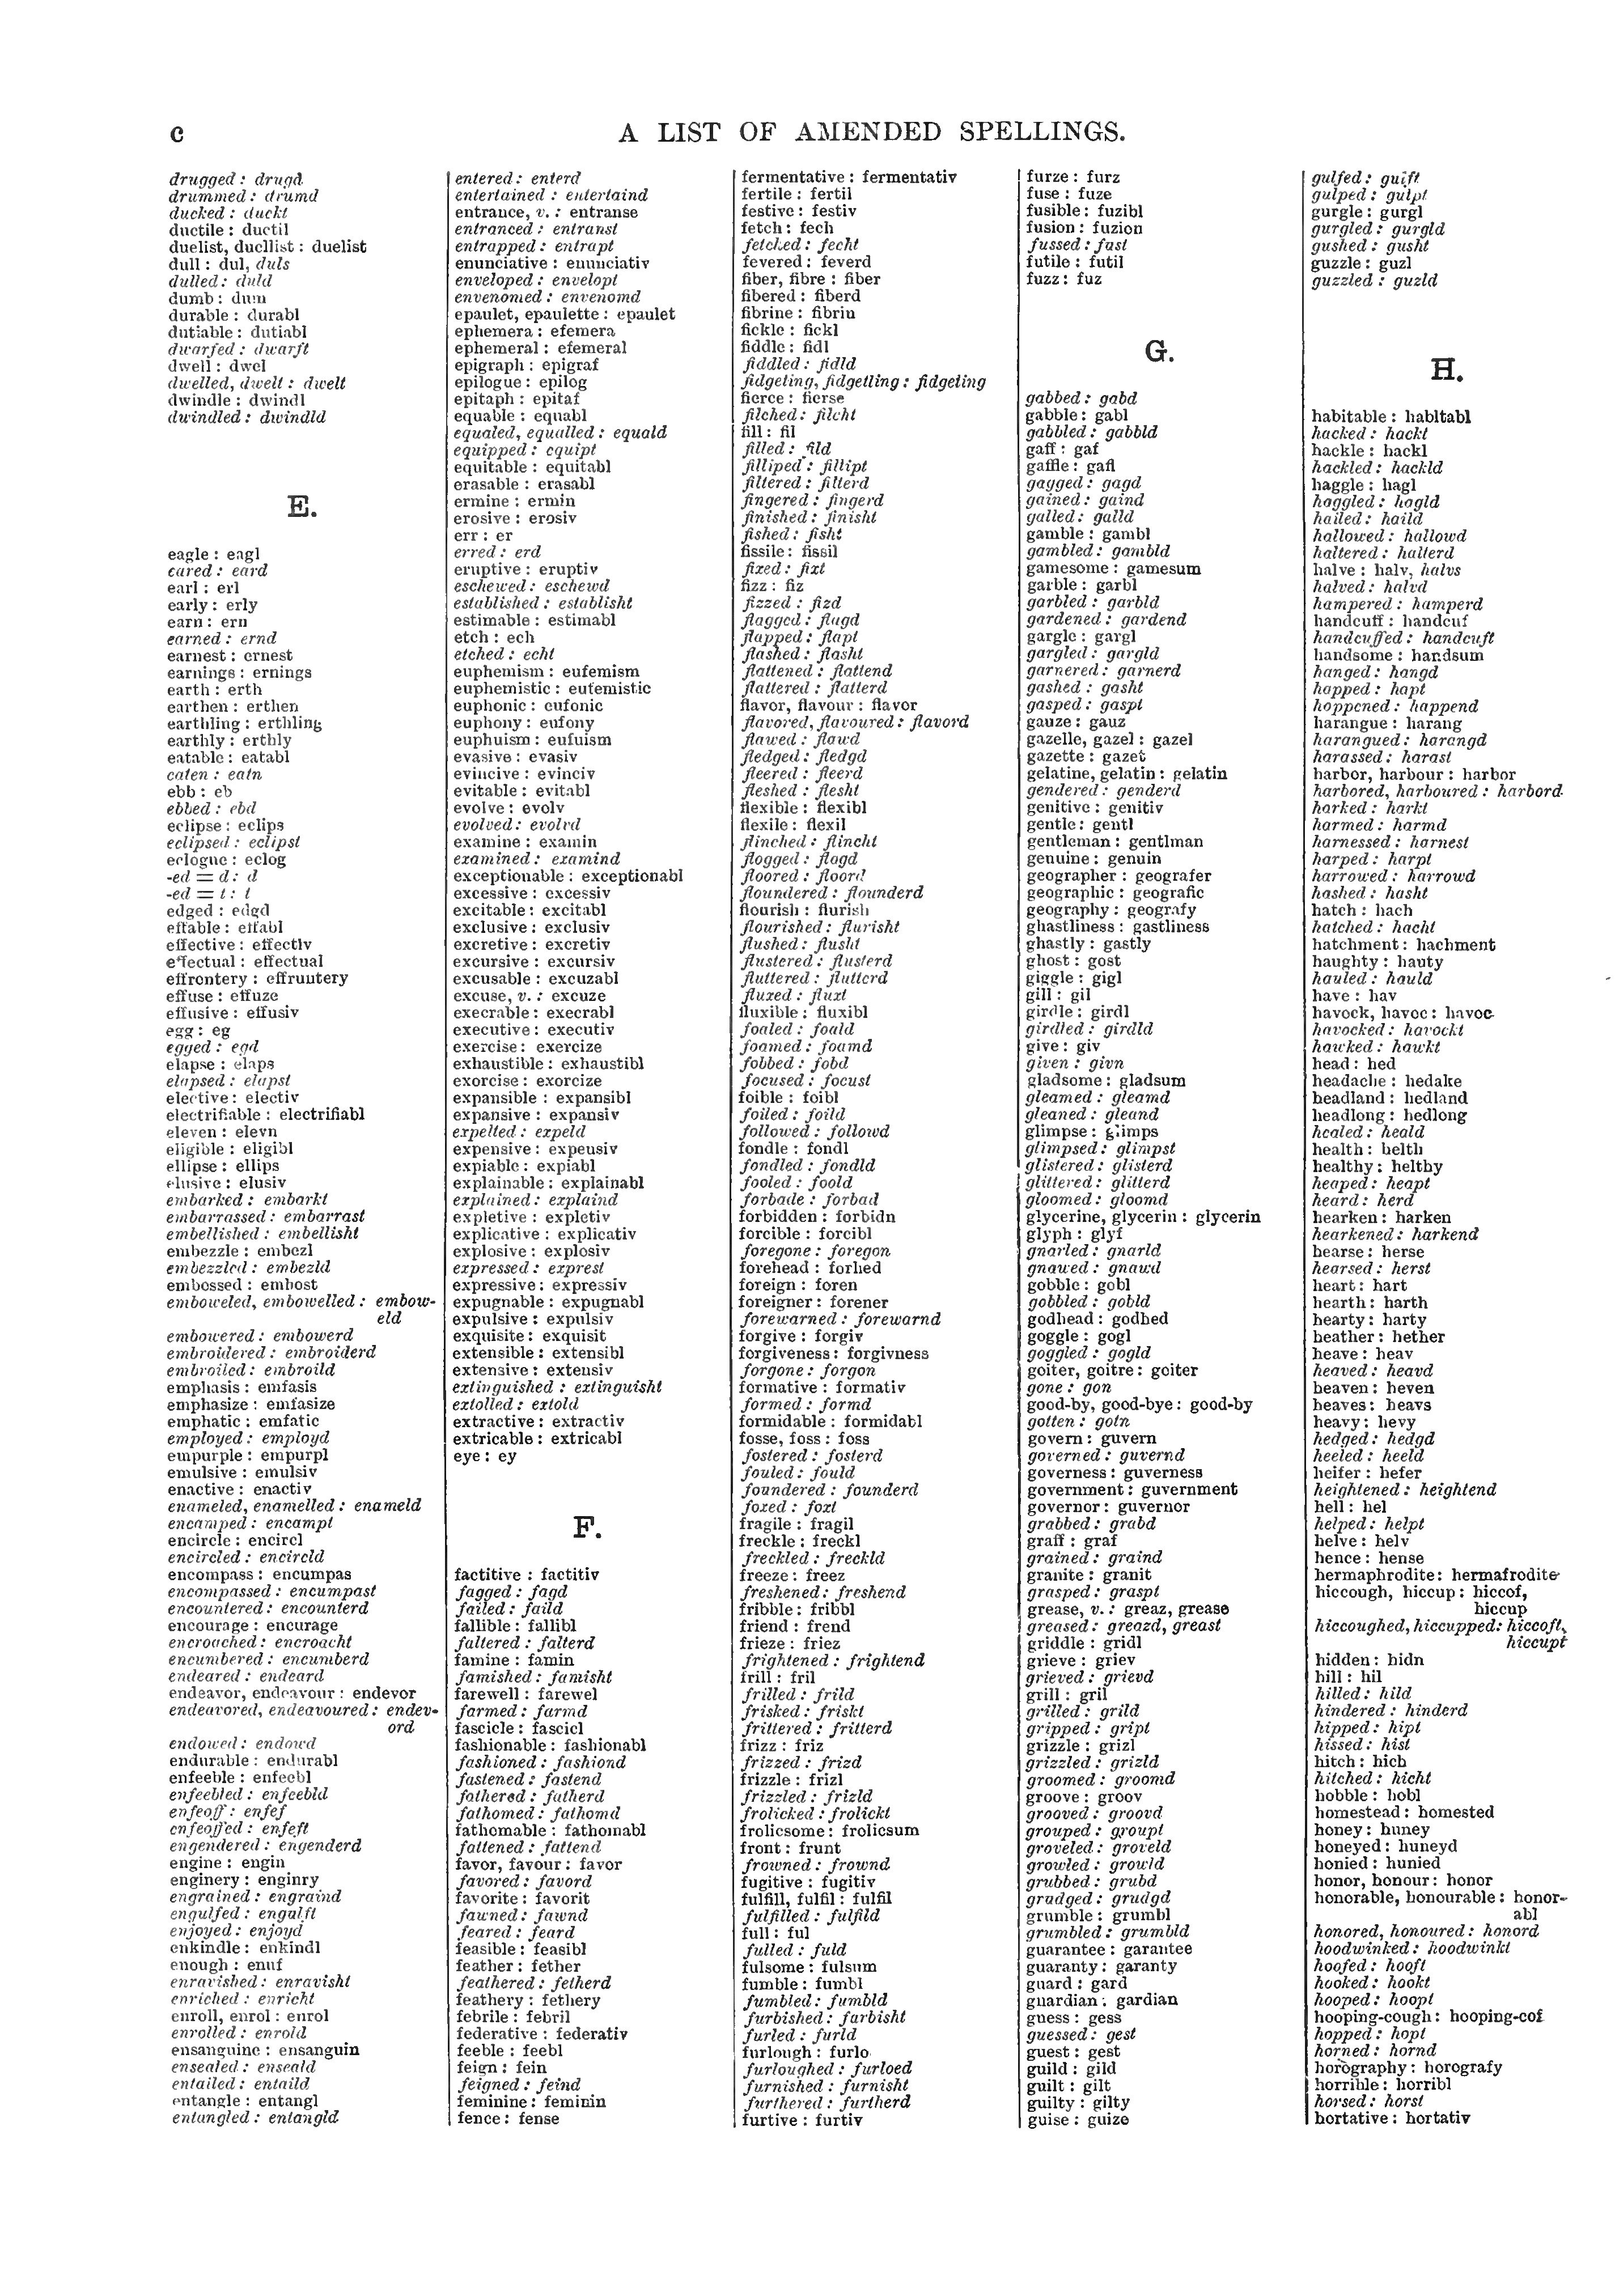 C
A LIST OF AMENDED SPELLINGS.
drugged : drugd
drummed : drumd
ducked : duckt
ductile : ductil
duelist, duellist : duelist
dull : dul, duls
dulled : duld
dumb : dum
durable : durabl
dutiable : dutiabl
dwarfed : dwarft
dwell : dwel
dwelled, dwelt : dwelt
dwindle : dwindl
dwindled : dwindld
E.
eagle : eagl
eared : eard
earl : erl
early : erly
earn : ern
earned : ernd
earnest : ernest
earnings : ernings
earth : erth
earthen : erthen
earthling : erthling
earthly : erthly
eatable : eatabl
eaten : eatn
ebb : eb
ebbed : ebd
eclipse : eclips
eclipsed : eclipst
eclogue : eclog
-ed = d : d
-ed = t : t
edged : edgd
effable : effabl
effective : effectiv
effectual : effectual
effrontery : effruntery
effuse : effuze
effusive : effusiv
egg : eg
egged : egd
elapse : elaps
elapsed : elapst
elective : electiv
electrifiable : electrifiabl
eleven : elevn
eligible : eligibl
ellipse : ellips
elusive : elusiv
embarked : embarkt
embarrassed : embarrast
embellished : embellisht
embezzle : embezl
embezzled : embezld
embossed : embost
emboweled, embowelled : embow-
eld
embowered : embowerd
embroidered : embroiderd
embroiled : embroild
emphasis : emfasis
emphasize : emfasize
emphatic : emfatic
employed : employd
empurple : empurpl
emulsive : emulsiv
enactive : enactiv
enameled, enamelled : enameld
encamped : encampt
encircle : encircl
encircled : encircld
encompass : encumpas
encompassed : encumpast
encountered : encounterd
encourage : encurage
encroached : encroacht
encumbered : encumberd
endeared : endeard
endeavor, endeavour : endevor
endeavored, endeavoured : endev-
ord
endowed : endowd
endurable : endurabl
enfeeble : enfeebl
enfeebled : enfeebld
enfeoff : enfef
enfeoffed : enfeft
engendered : engenderd
engine : engin
enginery : enginry
engrained : engraind
engulfed : engulft
enjoyed : enjoyd
enkindle : enkindl
enough : enuf
enravished : enravisht
enriched : enricht
enroll, enrol : enrol
enrolled : enrold
ensanguine : ensanguin
ensealed : enseald
entailed : entaild
entangle : entangl
entangled : entangld
entered : enterd
entertained : entertaind
entrance, v. : entranse
entranced : entranst
entrapped : entrapt
enunciative : enunciativ
enveloped : envelopt
envenomed : envenomd
epaulet, epaulette : epaulet
ephemera : efemera
ephemeral : efemeral
epigraph : epigraf
epilogue : epilog
epitaph : epitaf
equable : equabl
equaled, equalled : equald
equipped : equipt
equitable : equitabl
erasable : erasabl
ermine : ermin
erosive : erosiv
err : er
erred : erd
eruptive : eruptiv
eschewed : eschewd
established : establisht
estimable : estimabl
etch : ech
etched : echt
euphemism : eufemism
euphemistic : eufemistic
euphonic : eufonic
euphony : eufony
euphuism : eufuism
evasive : evasiv
evincive : evinciv
evitable : evitabl
evolve : evolv
evolved : evolvd
examine : examin
examined : examind
exceptionable : exceptionabl
excessive : excessiv
excitable : excitabl
exclusive : exclusiv
excretive : excretiv
excursive : excursiv
excusable : excuzabl
excuse, v. : excuze
execrable : execrabl
executive : executiv
exercise : exercize
exhaustible : exhaustibl
exorcise : exorcize
expansible : expansibl
expansive : expansiv
expelled : expeld
expensive : expensiv
expiable : expiabl
explainable : explainabl
explained : explaind
expletive : expletiv
explicative : explicativ
explosive : explosiv
expressed : exprest
expressive : expressiv
expugnable : expugnabl
expulsive : expulsiv
exquisite : exquisit
extensible : extensibl
extensive : extensiv
extinguished : extinguisht
extolled : extold
extractive : extractiv
extricable : extricabl
eye : ey
F.
factitive : factitiv
fagged : fagd
failed : faild
fallible : fallibl
faltered : falterd
famine : famin
famished : famisht
farewell : farewel
farmed : farmd
fascicle : fascicl
fashionable : fashionabl
fashioned : fashiond
fastened : fastend
fathered : fatherd
fathomed : fathomd
fathomable : fathomabl
fattened : fattend
favor, favour : favor
favored : favord
favorite : favorit
fawned : fawnd
feared : feard
feasible : feasibl
feather : fether
feathered : fetherd
feathery : fethery
febrile : febril
federative : federativ
feeble : feebl
feign : fein
feigned : feind
feminine : feminin
fence : fense
fermentative : fermentativ
fertile : fertil
festive : festiv
fetch : fech
fetched : fecht
fevered : feverd
fiber, fibre : fiber
fibered : fiberd
fibrine : fibrin
fickle : fickl
fiddle : fidl
fiddled : fidld
fidgeting, fidgetling : fidgeting
fierce : fierse
filched : filcht
fill : fil
filled : fild
filliped : fillipt
filtered : filterd
fingered : fingerd
finished : finisht
fished : fisht
fissile : fissil
fixed : fixt
fizz : fiz
fizzed : fizd
flagged : flagd
flapped : flapt
flashed : flasht
flattened : flattend
flattered : flatterd
flavor, flavour : flavor
flavored, flavoured : flavord
flawed : flawd
fledged : fledgd
fleered : fleerd
fleshed : flesht
flexible : flexibl
flexile : flexil
flinched : flincht
flogged : flogd
floored : floord
floundered : flounderd
flourish : flurish
flourished : flurisht
flushed : flusht
flustered : flusterd
fluttered : flutterd
fluxed : fluxt
fluxible : fluxibl
foaled : foald
foamed : foamd
fobbed : fobd
focused : focust
foible : foibl
foiled : foild
followed : followd
fondle : fondl
fondled : fondld
fooled : foold
forbade : forbad
forbidden : forbidn
forcible : forcibl
foregone : foregon
forehead : forhed
foreign : foren
foreigner : forener
forewarned : forewarnd
forgive : forgiv
forgiveness : forgivness
forgone : forgon
formative : formativ
formed : formd
formidable : formidabl
fosse, foss : foss
fostered : fosterd
fouled : fould
foundered : founderd
foxed : foxt
fragile : fragil
freckle : freckl
freckled : freckld
freeze : freez
freshened : freshend
fribble : fribbl
friend : frend
frieze : friez
frightened : frightend
frill : fril
frilled : frild
frisked : friskt
frittered : fritterd
frizz : friz
frizzed : frizd
frizzle : frizl
frizzled : frizld
frolicked : frolickt
frolicsome : frolicsum
front : frunt
frowned : frownd
fugitive : fugitiv
fulfill, fulfil : fulfil
fulfilled : fulfild
full : ful
fulled : fuld
fulsome : fulsum
fumble : fumbl
fumbled : fumbld
furbished : furbisht
furled : furld
furlough : furlo
furloughed : furloed
furnished : furnisht
furthered : furtherd
furtive : furtiv
furze : furz
fuse : fuze
fusible : fuzibl
fusion : fuzion
fussed : fust
futile : futil
fuzz : fuz
G.
gabbed : gabd
gabble : gabl
gabbled : gabbld
gaff : gaf
gaffle : gafl
gagged : gagd
gained : gaind
galled : galld
gamble : gambl
gambled : gambld
gamesome : gamesum
garble : garbl
garbled : garbld
gardened : gardend
gargle : gargl
gargled : gargld
garnered : garnerd
gashed : gasht
gasped : gaspt
gauze : gauz
gazelle, gazel : gazel
gazette : gazet
gelatine, gelatin : gelatin
gendered : genderd
genitive : genitiv
gentle : gentl
gentleman : gentlman
genuine : genuin
geographer : geografer
geographic : geografic
geography : geografy
ghastliness : gastliness
ghastly : gastly
ghost : gost
giggle : gigl
gill : gil
girdle : girdl
girdled : girdld
give : giv
given : givn
gladsome : gladsum
gleamed : gleamd
gleaned : gleand
glimpse : glimps
glimpsed : glimpst
glistered : glisterd
glittered : glitterd
gloomed : gloomd
glycerine, glycerin : glycerin
glyph : glyf
gnarled : gnarld
gnawed : gnawd
gobble : gobl
gobbled : gobld
godhead : godhed
goggle : gogl
goggled : gogld
goiter, goitre : goiter
gone : gon
good-by, good-bye : good-by
gotten : gotn
govern : guvern
governed : guvernd
governess : guverness
government : guvernment
governor : guvernor
grabbed : grabd
graff : graf
grained : graind
granite : granit
grasped : graspt
grease, v. : greaz, grease
greased : greazd, greast
griddle : gridl
grieve : griev
grieved : grievd
grill : gril
grilled : grild
gripped : gript
grizzle : grizl
grizzled : grizld
groomed : groomd
groove : groov
grooved : groovd
grouped : groupt
groveled : groveld
growled : growld
grubbed : grubd
grudged : grudgd
grumble : grumbl
grumbled : grumbld
guarantee : garantee
guaranty : garanty
guard : gard
guardian : gardian
guess : gess
guessed : gest
guest : gest
guild : gild
guilt : gilt
guilty : gilty
guise : guize
gulfed : gulft
gulped : gulpt
gurgle : gurgl
gurgled : gurgld
gushed : gusht
guzzle : guzl
guzzled : guzld
H.
habitable : habitabl
hacked : hackt
hackle : hackl
hackled : hackld
haggle : hagl
haggled : hagld
hailed : haild
hallowed : hallowd
haltered : halterd
halve : halv, halvs
halved : halvd
hampered : hamperd
handcuff : handcuf
handcuffed : handcuft
handsome : handsum
hanged : hangd
happed : hapt
happened : happend
harangue : harang
harangued : harangd
harassed : harast
harbor, harbour : harbor
harbored, harboured : harbord
harked : harkt
harmed : harmd
harnessed : harnest
harped : harpt
harrowed : harrowd
hashed : hasht
hatch : hach
hatched : hacht
hatchment : hachment
haughty : hauty
hauled : hauld
have : hav
havock, havoc : havoc
havocked : havockt
hawked : hawkt
head : hed
headache : hedake
headland : hedland
headlong : hedlong
healed : heald
health : helth
healthy : helthy
heaped : heapt
heard : herd
hearken : harken
hearkened : harkend
hearse : herse
hearsed : herst
heart : hart
hearth : harth
hearty : harty
heather : hether
heave : heav
heaved : heavd
heaven : heven
heaves : heavs
heavy : hevy
hedged : hedgd
heeled : heeld
heifer : hefer
heightened : heightend
hell : hel
helped : helpt
helve : helv
hence : hense
hermaphrodite : hermafrodite
hiccough, hiccup : hiccof,
hiccup
hiccoughed, hiccupped : hiccoft,
hiccupt
hidden : hidn
hill : hil
hilled : hild
hindered : hinderd
hipped : hipt
hissed : hist
hitch : hich
hitched : hicht
hobble : hobl
homestead : homested
honey : huney
honeyed : huneyd
honied : hunied
honor, honour : honor
honorable, honourable : honor-
abl
honored, honoured : honord
hoodwinked : hoodwinkt
hoofed : hooft
hooked : hookt
hooped : hoopt
hooping-cough : hooping-cof
hopped : hopt
horned : hornd
horography : horografy
horrible : horribl
horsed : horst
hortative : hortativ